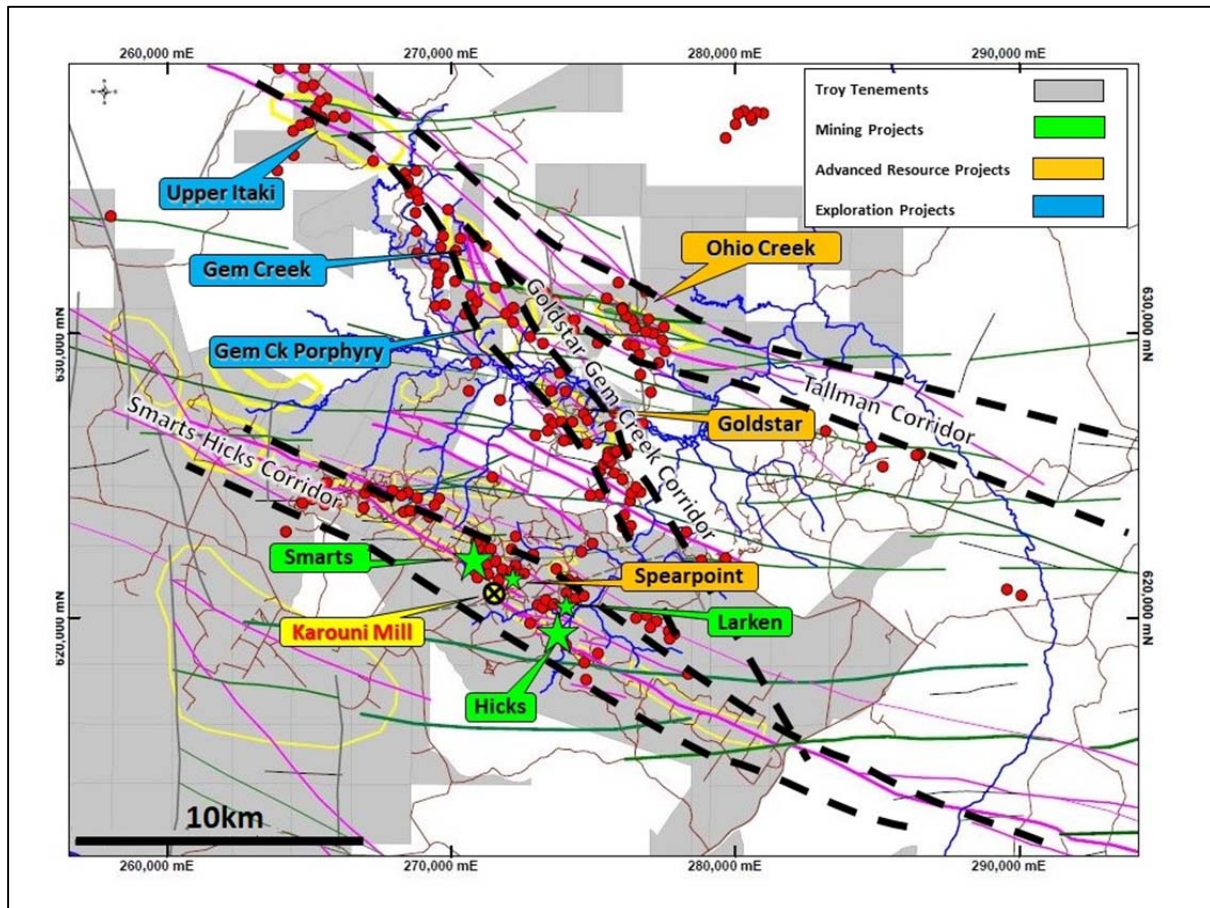 260,000 mE
270,000 mE
280,000 mE
290,000 mE
Troy Tenements
Mining Projects
Advanced Resource Projects
Exploration Projects
Upper Itaki
Gem Creek
Ohio Creek
630,000 mN
630,000 mN
Gem Ck Porphyry
Goldstar Gem Creek Corridor
Tallman Corridor
Goldstar
Smarts Hicks Corridor
Smarts
Spearpoint
Karouni Mill
Larken
620,000 mN
620,000 mN
Hicks
10km
260,000 mE
270,000 mE
280,000 mE
290,000 mE